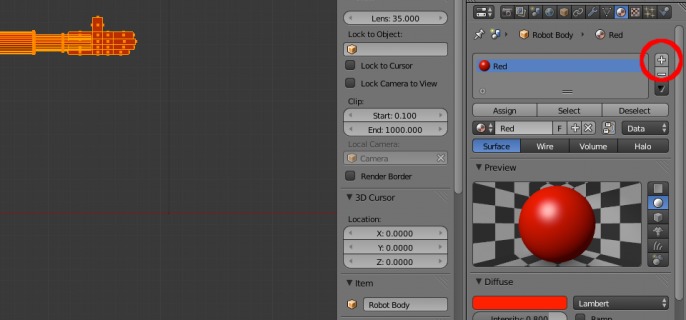 Lens: 35.000
Lock to Object:
Lock to Cursor
Lock Camera to View
Clip:
Start: 0.100
End: 1000.000
Local Camera:
Camera
Render Border
3D Cursor
Location:
X: 0.0000
Y: 0.0000
Z: 0.0000
Item
Robot Body
Robot Body Red
Red
Assign Select Deselect
Red F Data
Surface Wire Volume Halo
Preview
Diffuse
Lambert
Intensity: 0.800 Ramp